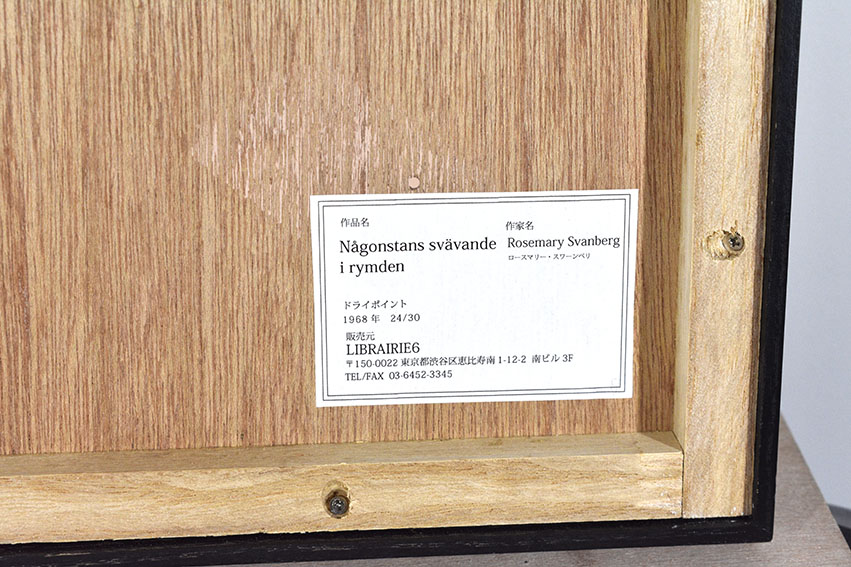 作品名
Någonstans svävande
i rymden
作家名
Rosemary Svanberg
ロースマリー・スワーンベリ
ドライポイント
1968 年 24/30
販売元
LIBRAIRIE6
〒150-0022 東京都渋谷区恵比寿南 1-12-2 南ビル 3F
TEL/FAX 03-6452-3345